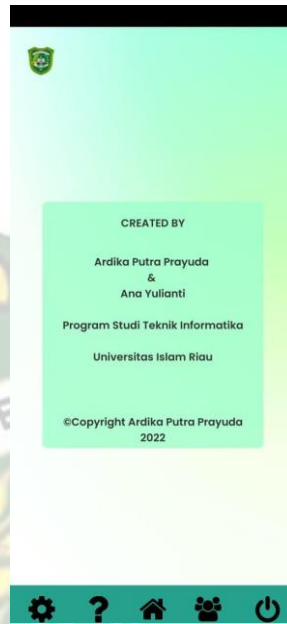 CREATED BY
Ardika Putra Prayuda
&
Ana Yulianti
Program Studi Teknik Informatika
Universitas Islam Riau
©Copyright Ardika Putra Prayuda
2022